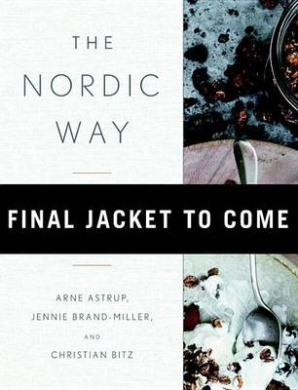 THE
NORDIC
WAY
FINAL JACKET TO COME
ARNE ASTRUP,
JENNIE BRAND-MILLER,
AND
CHRISTIAN BITZ